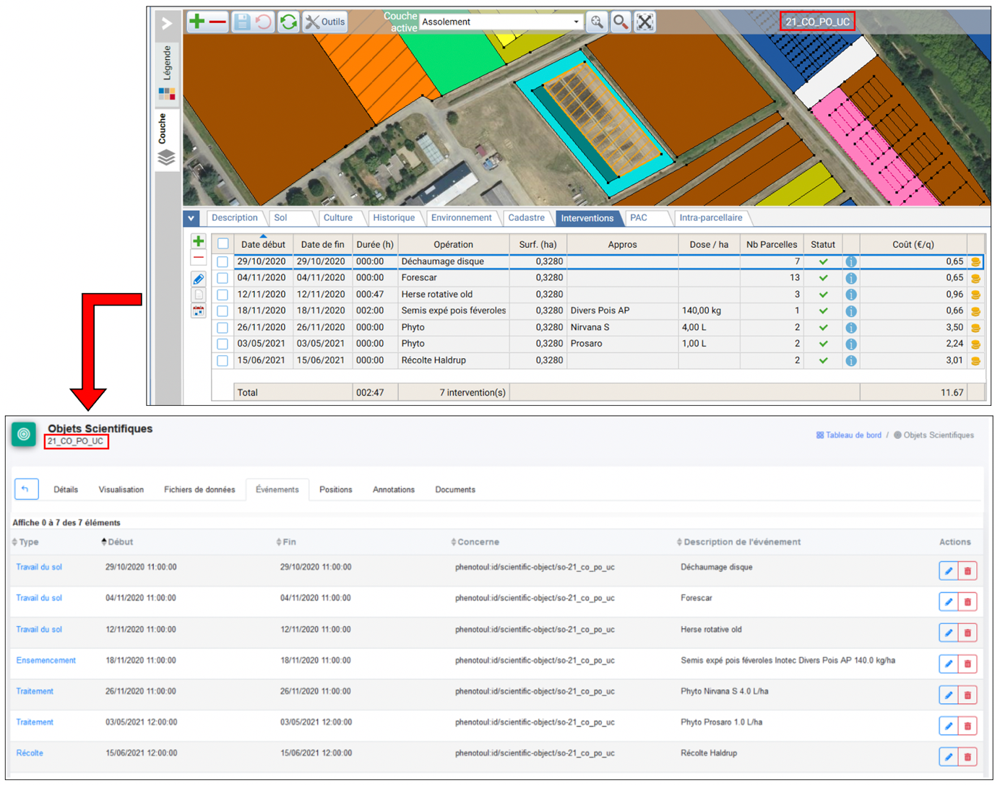 Outils
Couche active
Assolement
21_CO_PO_UC
Légende
Couche
Description Sol Culture Historique Environnement Cadastre Interventions PAC Intra-parcellaire
Date début Date de fin Durée (h) Opération Surf. (ha) Appros Dose / ha Nb Parcelles Statut Coût (€/q)
29/10/2020 29/10/2020 000:00 Déchaumage disque 0,3280 7 0,65
04/11/2020 04/11/2020 000:00 Forescar 0,3280 13 0,65
12/11/2020 12/11/2020 000:47 Herse rotative old 0,3280 3 0,96
18/11/2020 18/11/2020 002:00 Semis expé pois féveroles 0,3280 Divers Pois AP 140,00 kg 1 0,66
26/11/2020 26/11/2020 000:00 Phyto 0,3280 Nirvana S 4,00 L 2 3,50
03/05/2021 03/05/2021 000:00 Phyto 0,3280 Prosaro 1,00 L 2 2,24
15/06/2021 15/06/2021 000:00 Récolte Haldrup 0,3280 2 3,01
Total 002:47 7 intervention(s) 11.67
Objets Scientifiques
21_CO_PO_UC
Tableau de bord / Objets Scientifiques
Détails Visualisation Fichiers de données Événements Positions Annotations Documents
Affiche 0 à 7 des 7 éléments
Type Début Fin Concerne Description de l'événement Actions
Travail du sol 29/10/2020 11:00:00 29/10/2020 11:00:00 phenotoul:id/scientific-object/so-21_co_po_uc Déchaumage disque
Travail du sol 04/11/2020 11:00:00 04/11/2020 11:00:00 phenotoul:id/scientific-object/so-21_co_po_uc Forescar
Travail du sol 12/11/2020 11:00:00 12/11/2020 11:00:00 phenotoul:id/scientific-object/so-21_co_po_uc Herse rotative old
Ensemencement 18/11/2020 11:00:00 18/11/2020 11:00:00 phenotoul:id/scientific-object/so-21_co_po_uc Semis expé pois féveroles Inotec Divers Pois AP 140.0 kg/ha
Traitement 26/11/2020 11:00:00 26/11/2020 11:00:00 phenotoul:id/scientific-object/so-21_co_po_uc Phyto Nirvana S 4.0 L/ha
Traitement 03/05/2021 12:00:00 03/05/2021 12:00:00 phenotoul:id/scientific-object/so-21_co_po_uc Phyto Prosaro 1.0 L/ha
Récolte 15/06/2021 12:00:00 15/06/2021 12:00:00 phenotoul:id/scientific-object/so-21_co_po_uc Récolte Haldrup